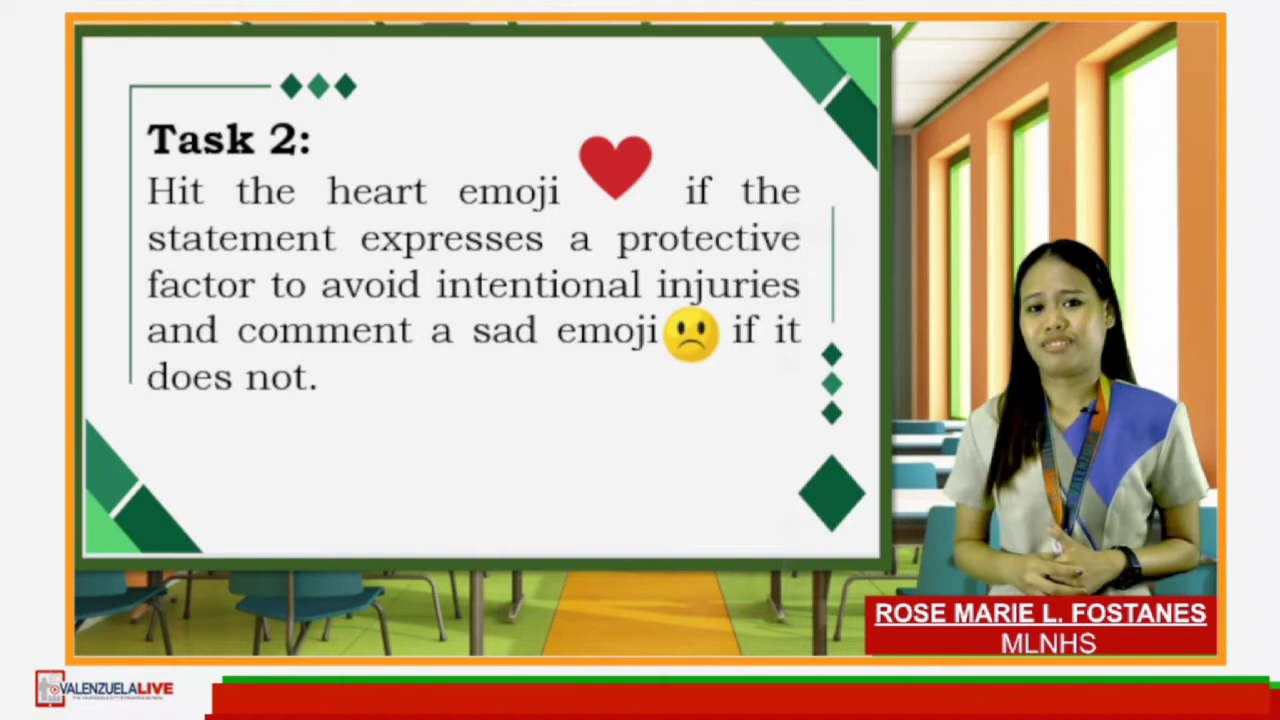 Task 2:
Hit the heart emoji ❤️ if the
statement expresses a protective
factor to avoid intentional injuries
and comment a sad emoji 🙁 if it
does not.
ROSE MARIE L. FOSTANES
MLNHS
VALENZUELALIVE